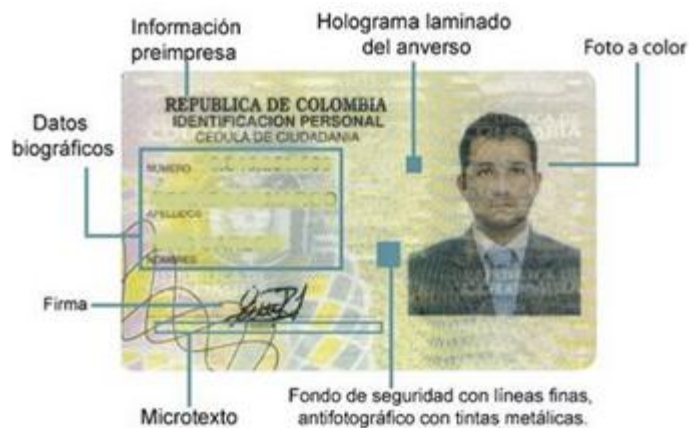 Información
preimpresa
Holograma laminado
del anverso
Foto a color
REPUBLICA DE COLOMBIA
IDENTIFICACION PERSONAL
CEDULA DE CIUDADANIA
Datos
biográficos
NUMERO
APELLIDOS
NOMBRES
Firma
Microtexto
Fondo de seguridad con líneas finas,
antifotográfico con tintas metálicas.